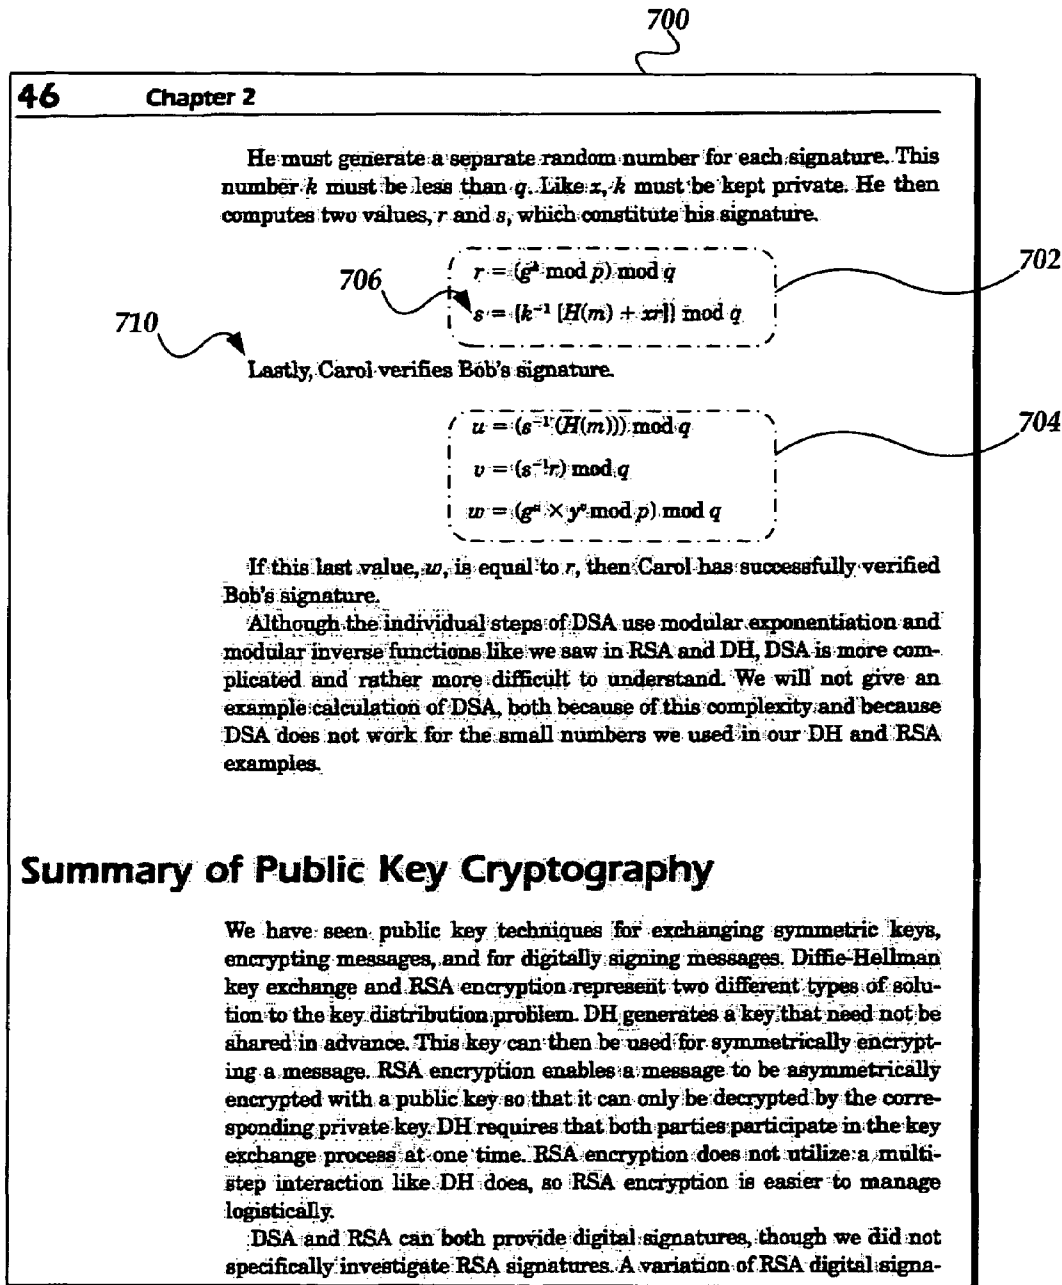 700
46 Chapter 2
He must generate a separate random number for each signature. This
number k must be less than q. Like x, k must be kept private. He then
computes two values, r and s, which constitute his signature.
r = (g^k mod p) mod q
702
706
s = {k⁻¹ [H(m) + xr]} mod q
710
Lastly, Carol verifies Bob's signature.
u = (s⁻¹ (H(m))) mod q
704
v = (s⁻¹r) mod q
w = (g^u × y^v mod p) mod q
If this last value, w, is equal to r, then Carol has successfully verified
Bob's signature.
Although the individual steps of DSA use modular exponentiation and
modular inverse functions like we saw in RSA and DH, DSA is more com-
plicated and rather more difficult to understand. We will not give an
example calculation of DSA, both because of this complexity and because
DSA does not work for the small numbers we used in our DH and RSA
examples.
Summary of Public Key Cryptography
We have seen public key techniques for exchanging symmetric keys,
encrypting messages, and for digitally signing messages. Diffie-Hellman
key exchange and RSA encryption represent two different types of solu-
tion to the key distribution problem. DH generates a key that need not be
shared in advance. This key can then be used for symmetrically encrypt-
ing a message. RSA encryption enables a message to be asymmetrically
encrypted with a public key so that it can only be decrypted by the corre-
sponding private key. DH requires that both parties participate in the key
exchange process at one time. RSA encryption does not utilize a multi-
step interaction like DH does, so RSA encryption is easier to manage
logistically.
DSA and RSA can both provide digital signatures, though we did not
specifically investigate RSA signatures. A variation of RSA digital signa-